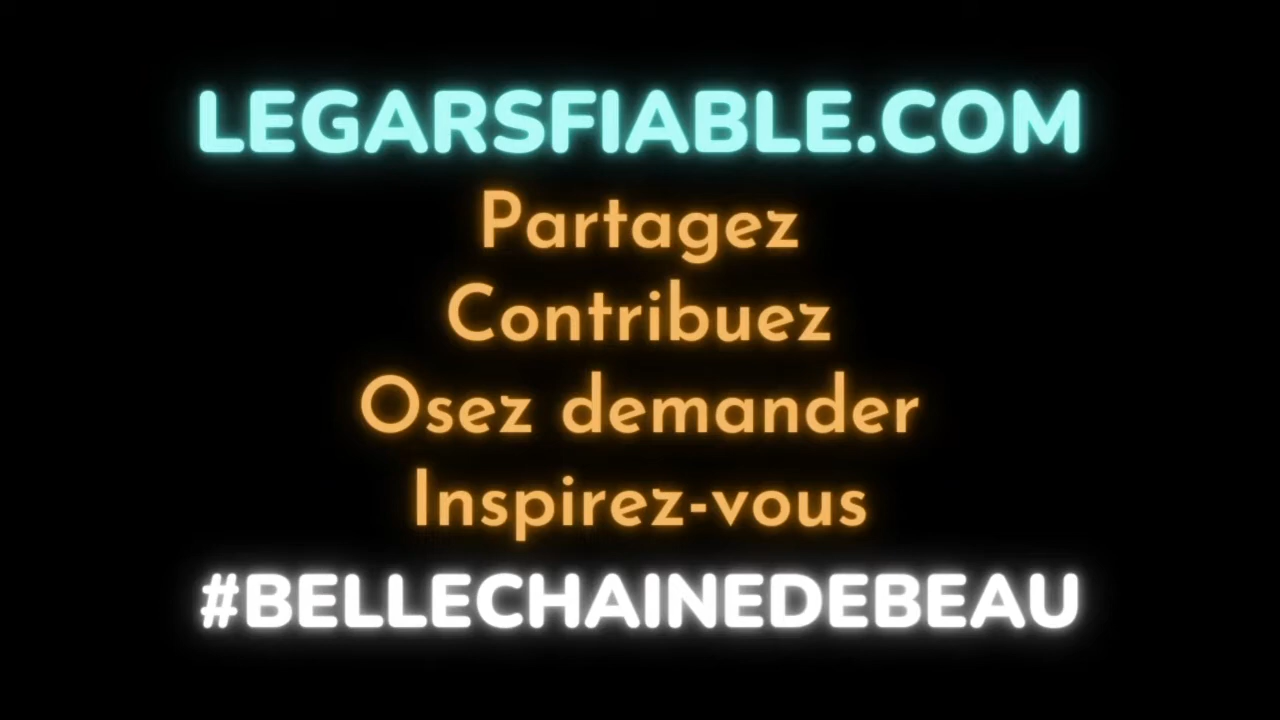 LEGARSFIABLE.COM
Partagez
Contribuez
Osez demander
Inspirez-vous
#BELLECHAINEDEBEAU